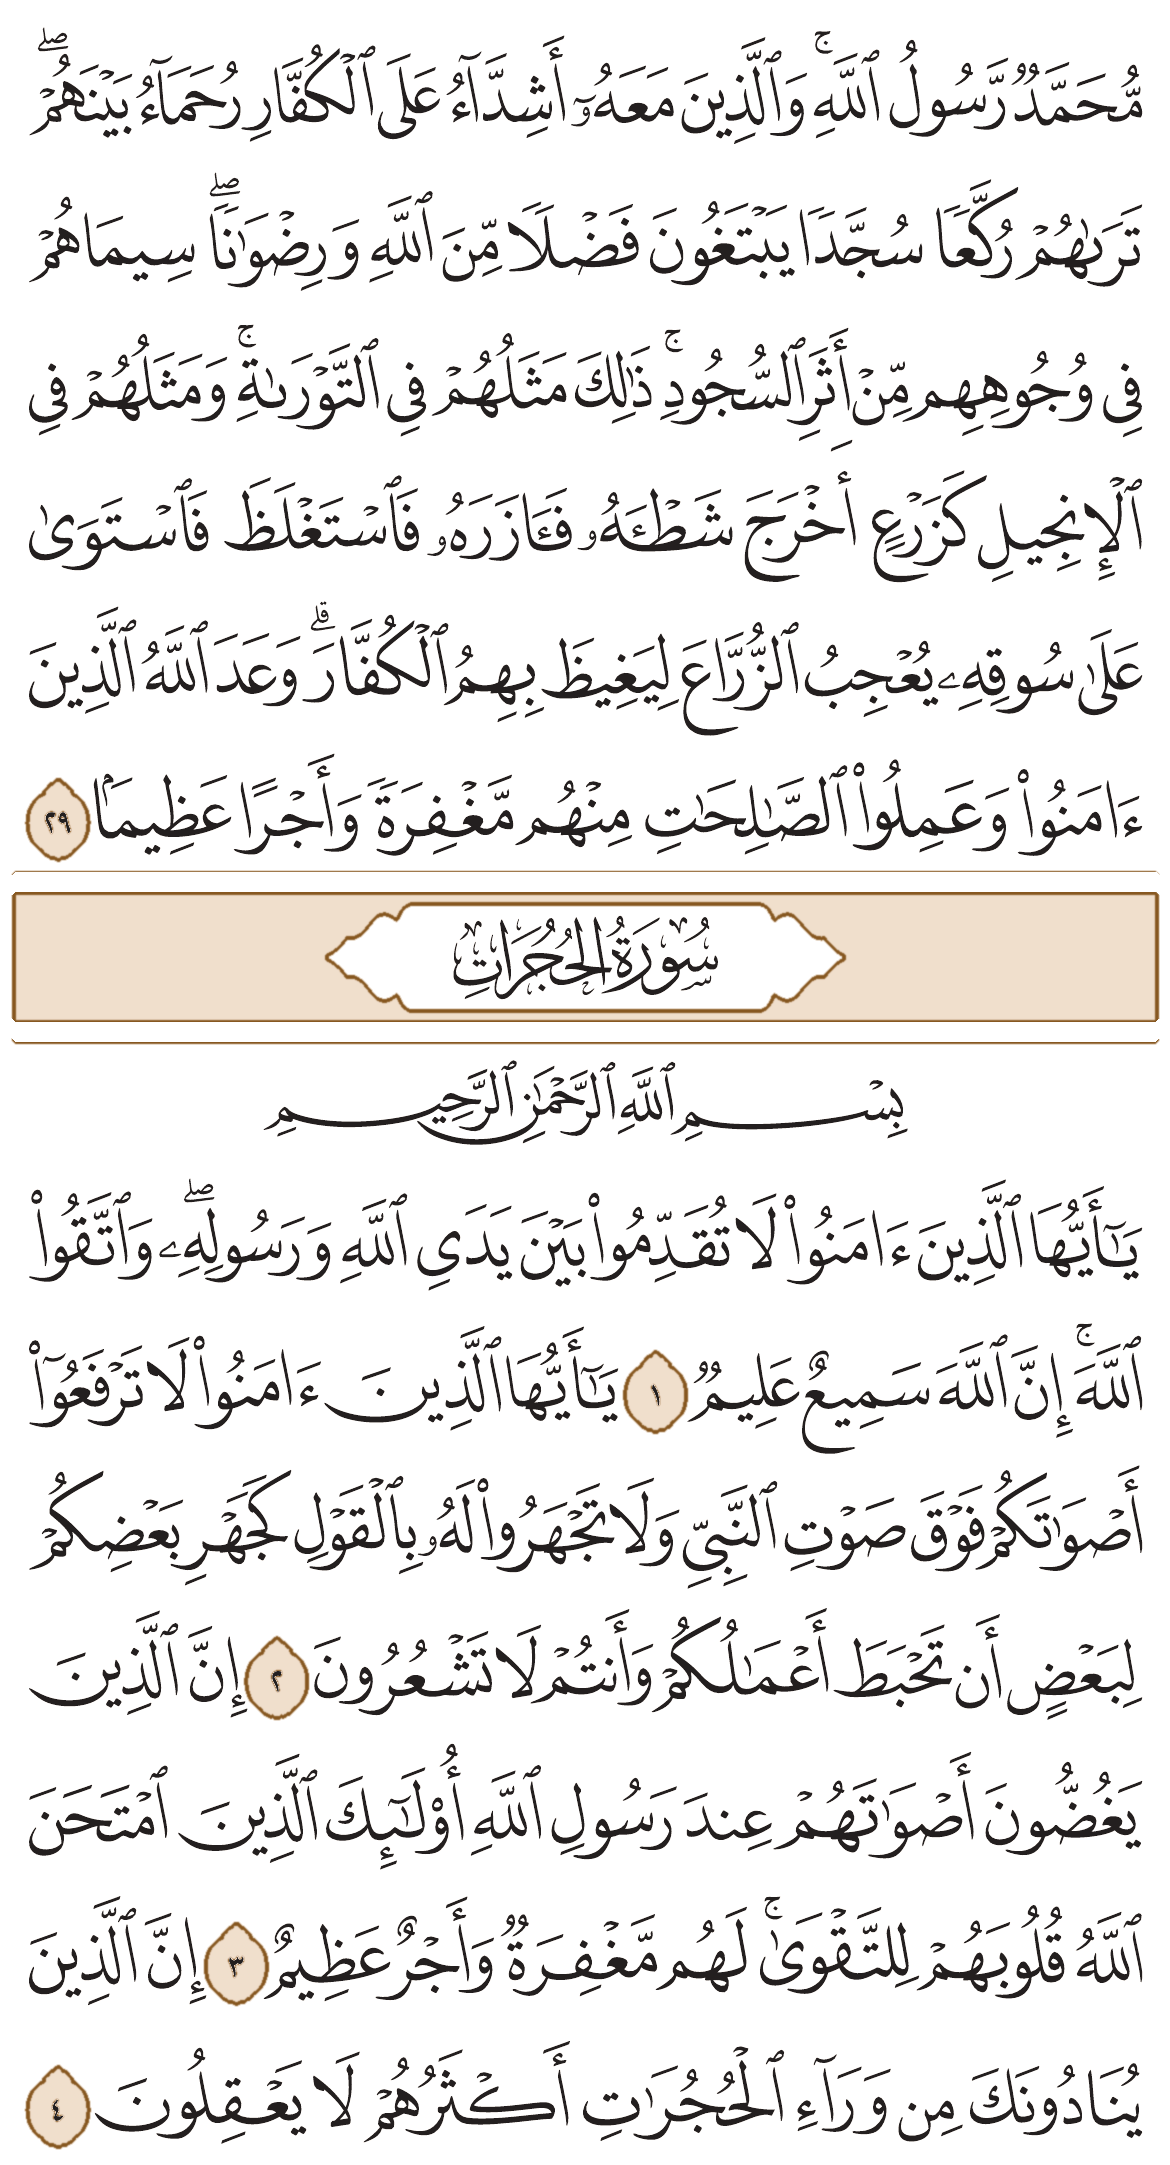 مُّحَمَّدٌ رَّسُولُ ٱللَّهِۚ وَٱلَّذِينَ مَعَهُۥٓ أَشِدَّآءُ عَلَى ٱلْكُفَّارِ رُحَمَآءُ بَيْنَهُمْۖ
تَرَىٰهُمْ رُكَّعًا سُجَّدًا يَبْتَغُونَ فَضْلًا مِّنَ ٱللَّهِ وَرِضْوَٰنًاۖ سِيمَاهُمْ
فِى وُجُوهِهِم مِّنْ أَثَرِ ٱلسُّجُودِۚ ذَٰلِكَ مَثَلُهُمْ فِى ٱلتَّوْرَىٰةِۚ وَمَثَلُهُمْ فِى
ٱلْإِنجِيلِ كَزَرْعٍ أَخْرَجَ شَطْـَٔهُۥ فَـَٔازَرَهُۥ فَٱسْتَغْلَظَ فَٱسْتَوَىٰ
عَلَىٰ سُوقِهِۦ يُعْجِبُ ٱلزُّرَّاعَ لِيَغِيظَ بِهِمُ ٱلْكُفَّارَۗ وَعَدَ ٱللَّهُ ٱلَّذِينَ
ءَامَنُوا۟ وَعَمِلُوا۟ ٱلصَّٰلِحَٰتِ مِنْهُم مَّغْفِرَةً وَأَجْرًا عَظِيمًۢا ٢٩
سُورَةُ الحُجُرَاتِ
بِسْمِ ٱللَّهِ ٱلرَّحْمَٰنِ ٱلرَّحِيمِ
يَٰٓأَيُّهَا ٱلَّذِينَ ءَامَنُوا۟ لَا تُقَدِّمُوا۟ بَيْنَ يَدَىِ ٱللَّهِ وَرَسُولِهِۦۖ وَٱتَّقُوا۟
ٱللَّهَۚ إِنَّ ٱللَّهَ سَمِيعٌ عَلِيمٌ ١ يَٰٓأَيُّهَا ٱلَّذِينَ ءَامَنُوا۟ لَا تَرْفَعُوٓا۟
أَصْوَٰتَكُمْ فَوْقَ صَوْتِ ٱلنَّبِىِّ وَلَا تَجْهَرُوا۟ لَهُۥ بِٱلْقَوْلِ كَجَهْرِ بَعْضِكُمْ
لِبَعْضٍ أَن تَحْبَطَ أَعْمَٰلُكُمْ وَأَنتُمْ لَا تَشْعُرُونَ ٢ إِنَّ ٱلَّذِينَ
يَغُضُّونَ أَصْوَٰتَهُمْ عِندَ رَسُولِ ٱللَّهِ أُو۟لَٰٓئِكَ ٱلَّذِينَ ٱمْتَحَنَ
ٱللَّهُ قُلُوبَهُمْ لِلتَّقْوَىٰۚ لَهُم مَّغْفِرَةٌ وَأَجْرٌ عَظِيمٌ ٣ إِنَّ ٱلَّذِينَ
يُنَادُونَكَ مِن وَرَآءِ ٱلْحُجُرَٰتِ أَكْثَرُهُمْ لَا يَعْقِلُونَ ٤